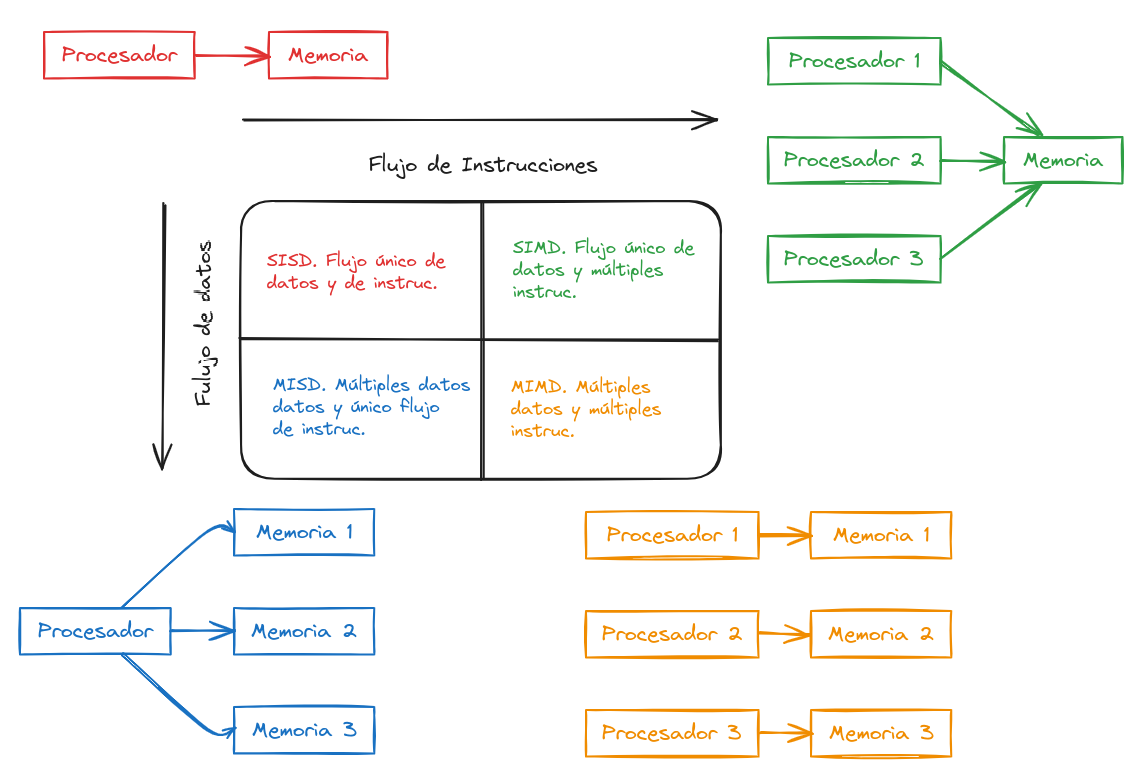 Procesador
Memoria
Procesador 1
Procesador 2
Memoria
Procesador 3
Flujo de Instrucciones
Fulujo de datos
SISD. Flujo único de
datos y de instruc.
SIMD. Flujo único de
datos y múltiples
instruc.
MISD. Múltiples datos
datos y único flujo
de instruc.
MIMD. Múltiples
datos y múltiples
instruc.
Memoria 1
Procesador
Memoria 2
Memoria 3
Procesador 1
Memoria 1
Procesador 2
Memoria 2
Procesador 3
Memoria 3